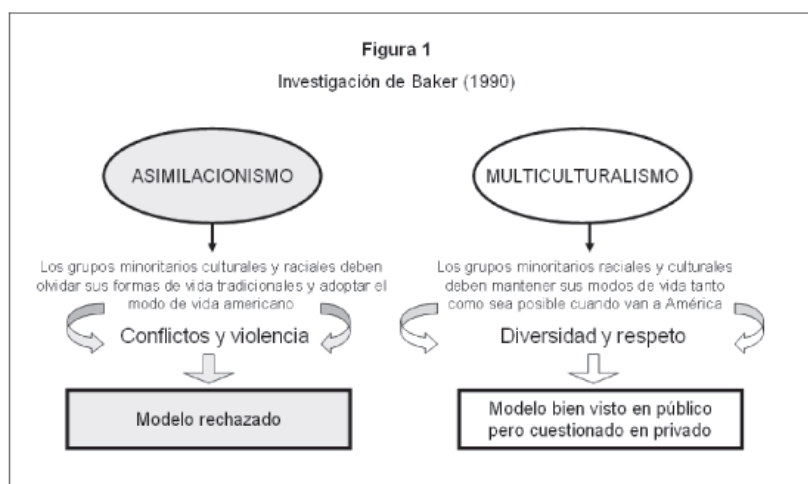 Figura 1
Investigación de Baker (1990)
ASIMILACIONISMO
Los grupos minoritarios culturales y raciales deben
olvidar sus formas de vida tradicionales y adoptar el
modo de vida americano
Conflictos y violencia
Modelo rechazado
MULTICULTURALISMO
Los grupos minoritarios raciales y culturales
deben mantener sus modos de vida tanto
como sea posible cuando van a América
Diversidad y respeto
Modelo bien visto en público
pero cuestionado en privado